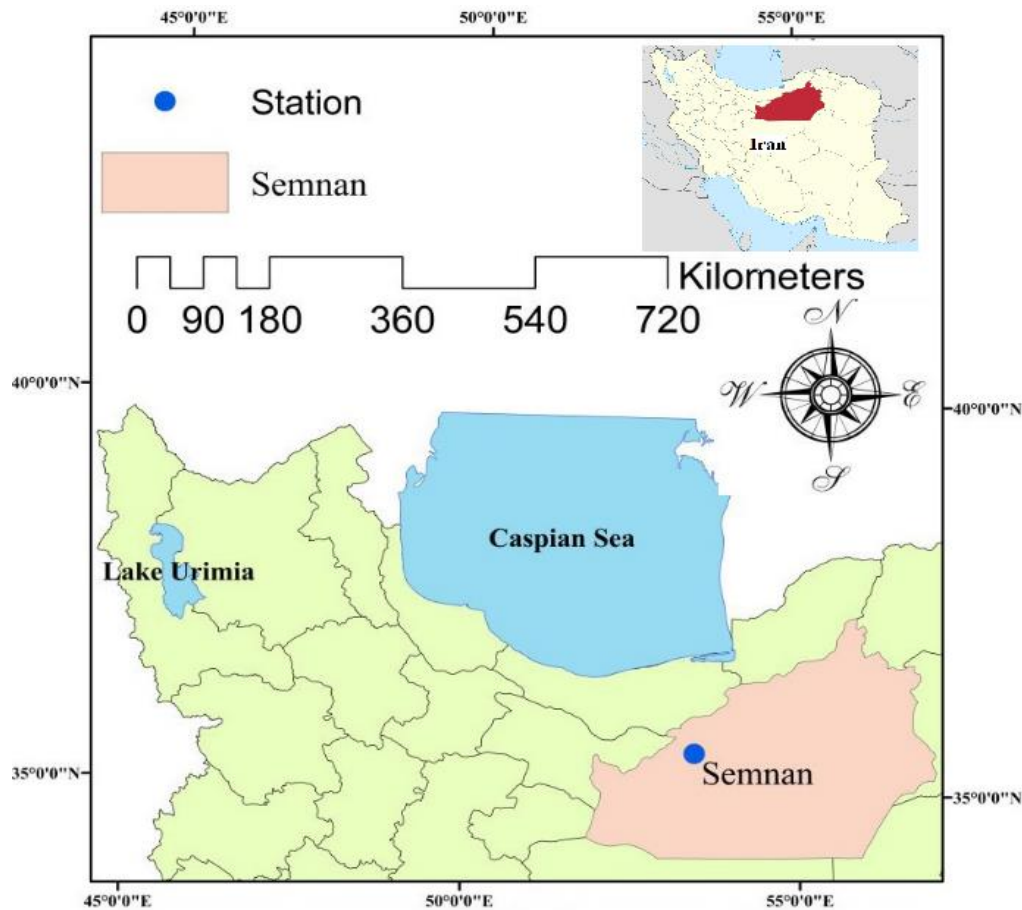 45°0'0"E 50°0'0"E 55°0'0"E
Station
Semnan
Iran
Kilometers
0 90 180 360 540 720
N
W E
S
40°0'0"N 40°0'0"N
Caspian Sea
Lake Urimia
Semnan
35°0'0"N 35°0'0"N
45°0'0"E 50°0'0"E 55°0'0"E